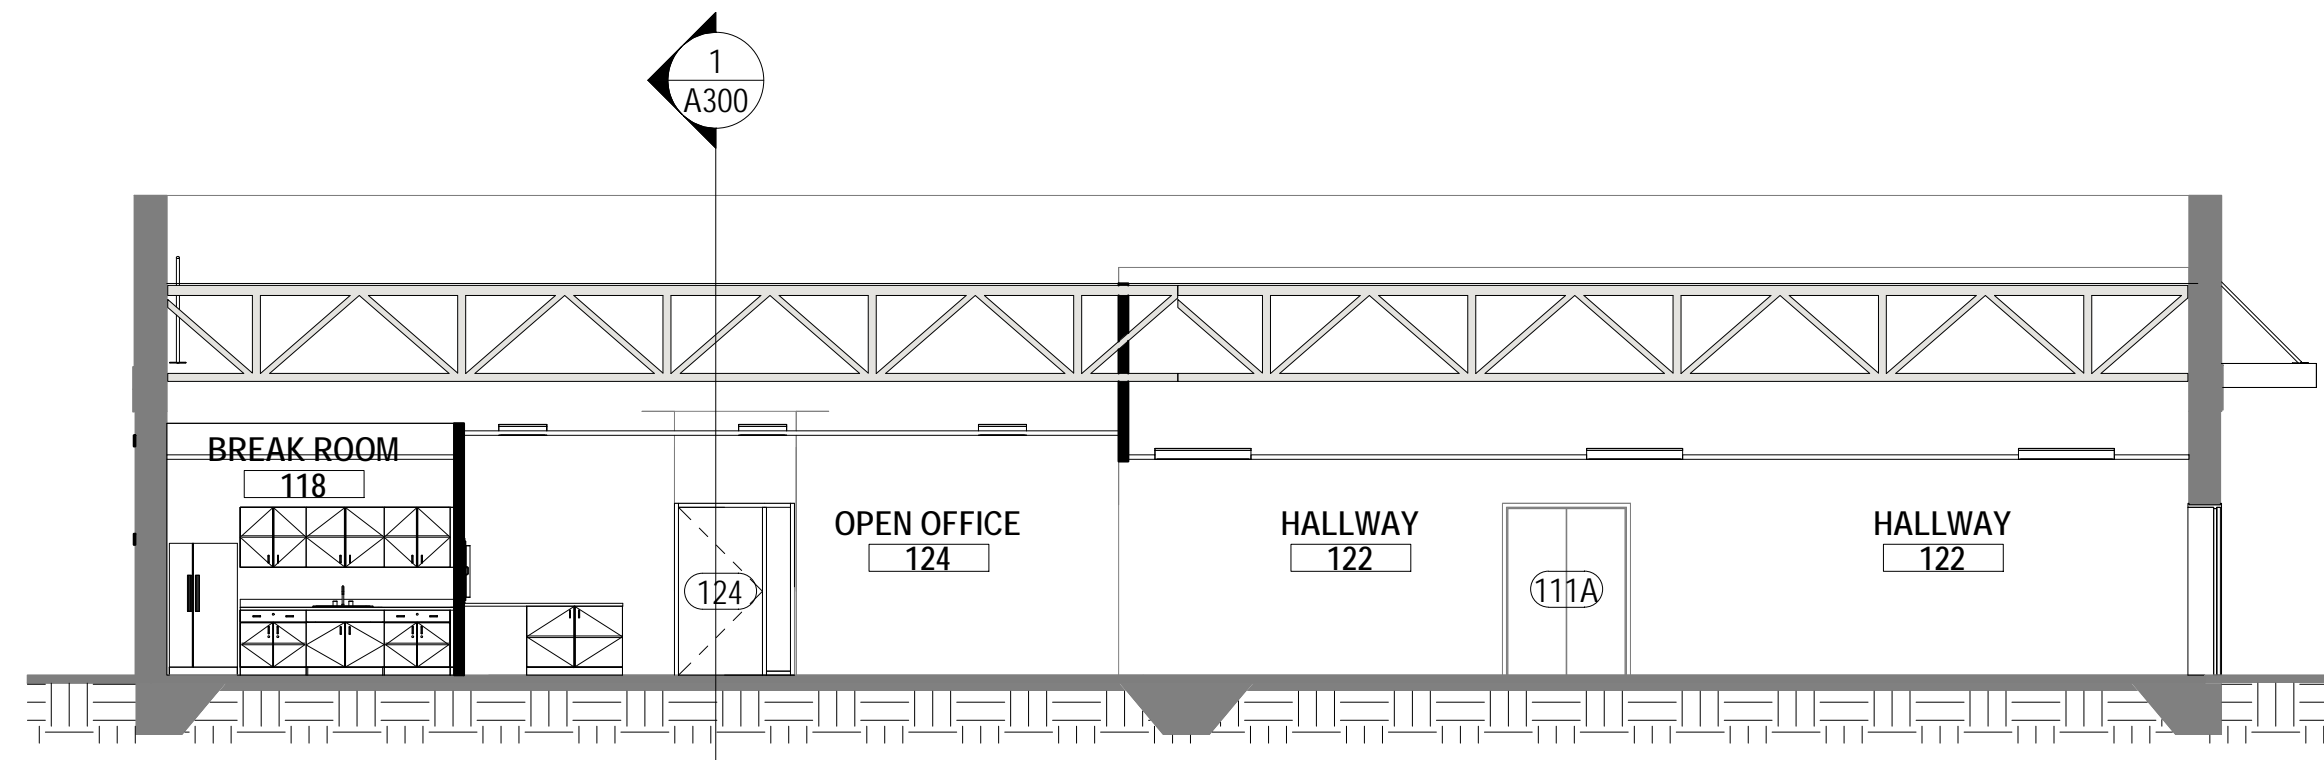 1
A300
BREAK ROOM
118
OPEN OFFICE
124
HALLWAY
122
HALLWAY
122
124
111A